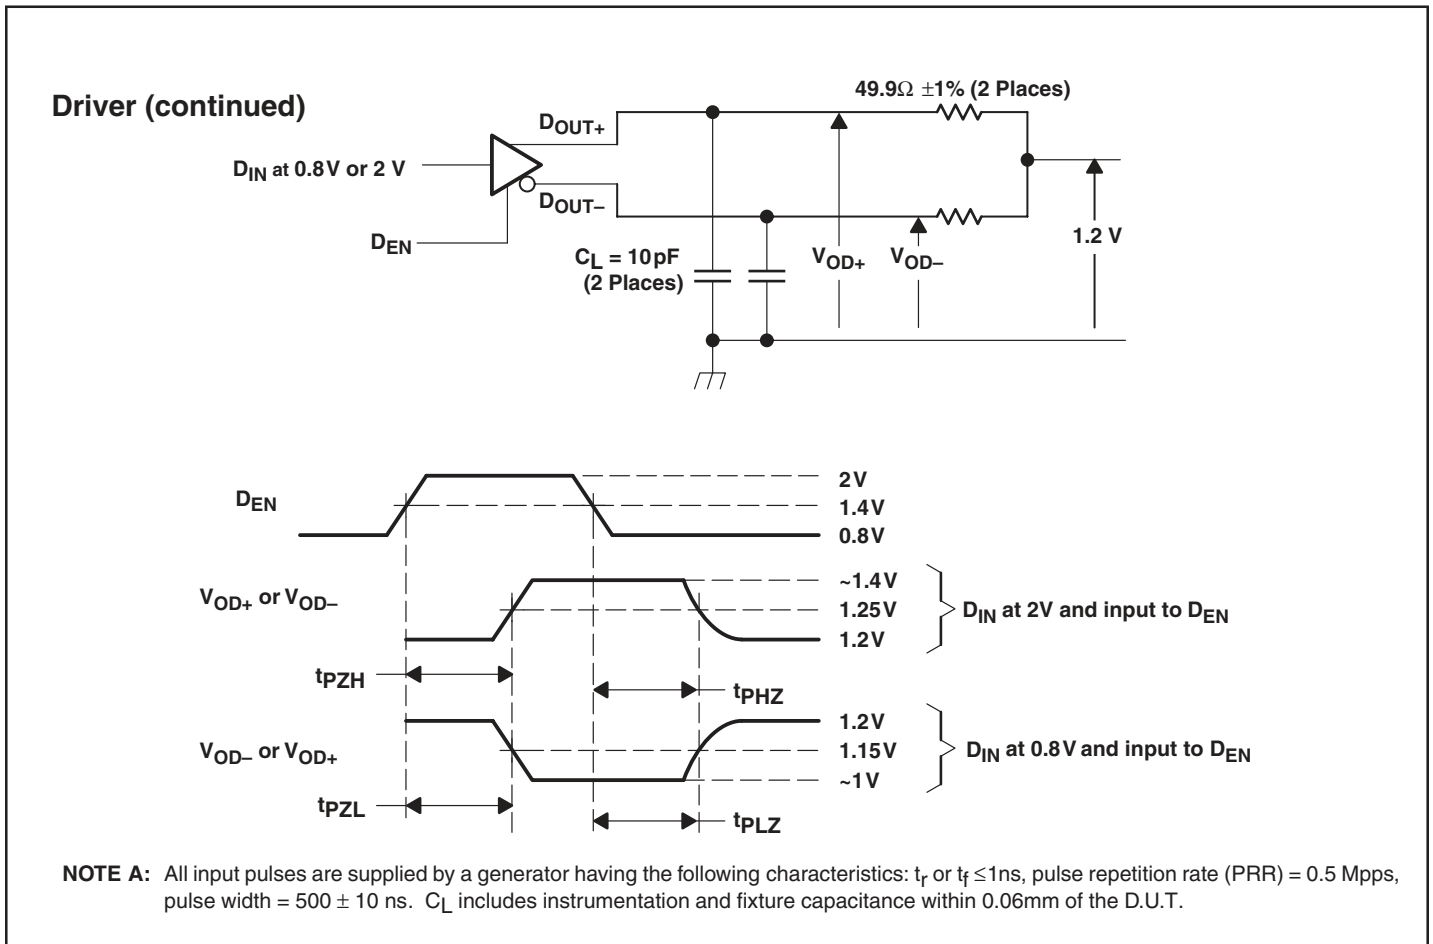 Driver (continued)
49.9Ω ±1% (2 Places)
DOUT+
DIN at 0.8V or 2 V
DOUT–
DEN
CL = 10pF
(2 Places)
VOD+
VOD–
1.2 V
DEN
2V
1.4V
0.8V
VOD+ or VOD–
~1.4V
1.25V
1.2V
DIN at 2V and input to DEN
tPZH
tPHZ
VOD– or VOD+
1.2V
1.15V
~1V
DIN at 0.8V and input to DEN
tPZL
tPLZ
NOTE A: All input pulses are supplied by a generator having the following characteristics: tr or tf ≤1ns, pulse repetition rate (PRR) = 0.5 Mpps,
pulse width = 500 ± 10 ns. CL includes instrumentation and fixture capacitance within 0.06mm of the D.U.T.